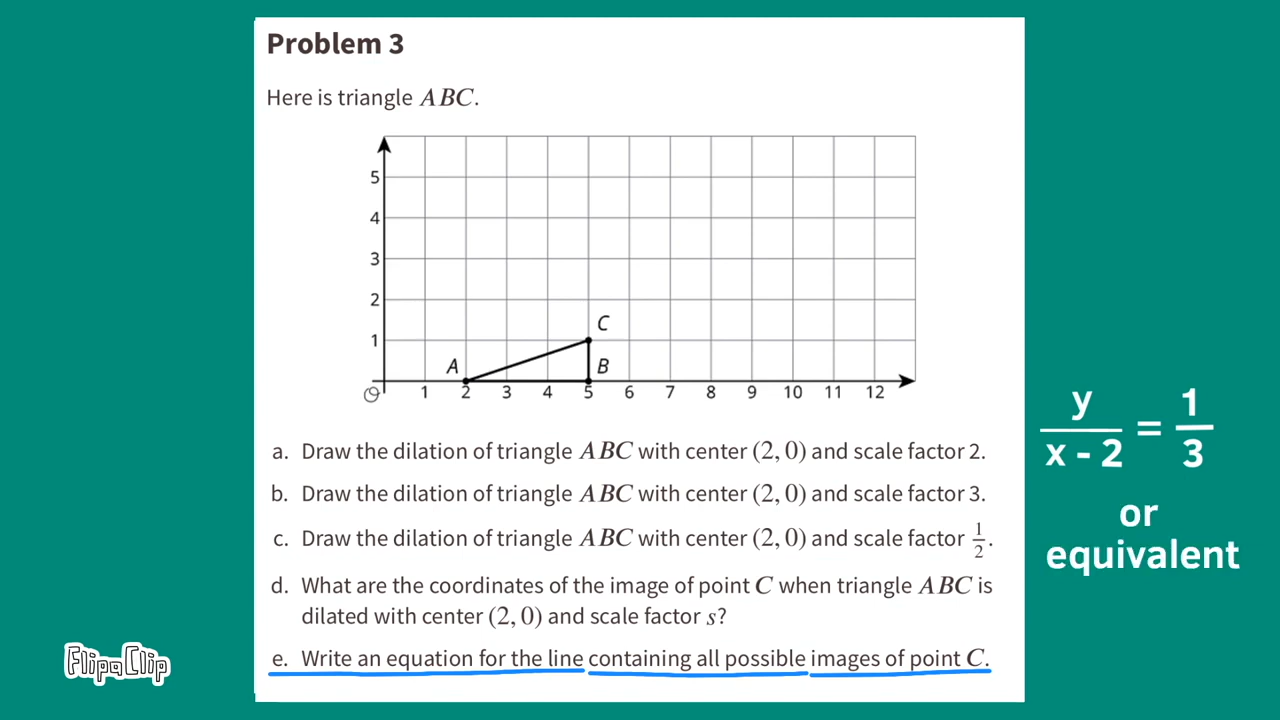 Problem 3
Here is triangle ABC.
C
A
B
5
4
3
2
1
O
1 2 3 4 5 6 7 8 9 10 11 12
a. Draw the dilation of triangle ABC with center (2, 0) and scale factor 2.
b. Draw the dilation of triangle ABC with center (2, 0) and scale factor 3.
c. Draw the dilation of triangle ABC with center (2, 0) and scale factor 1/2.
d. What are the coordinates of the image of point C when triangle ABC is
dilated with center (2, 0) and scale factor s?
e. Write an equation for the line containing all possible images of point C.
y/(x - 2) = 1/3
or
equivalent
FlipaClip